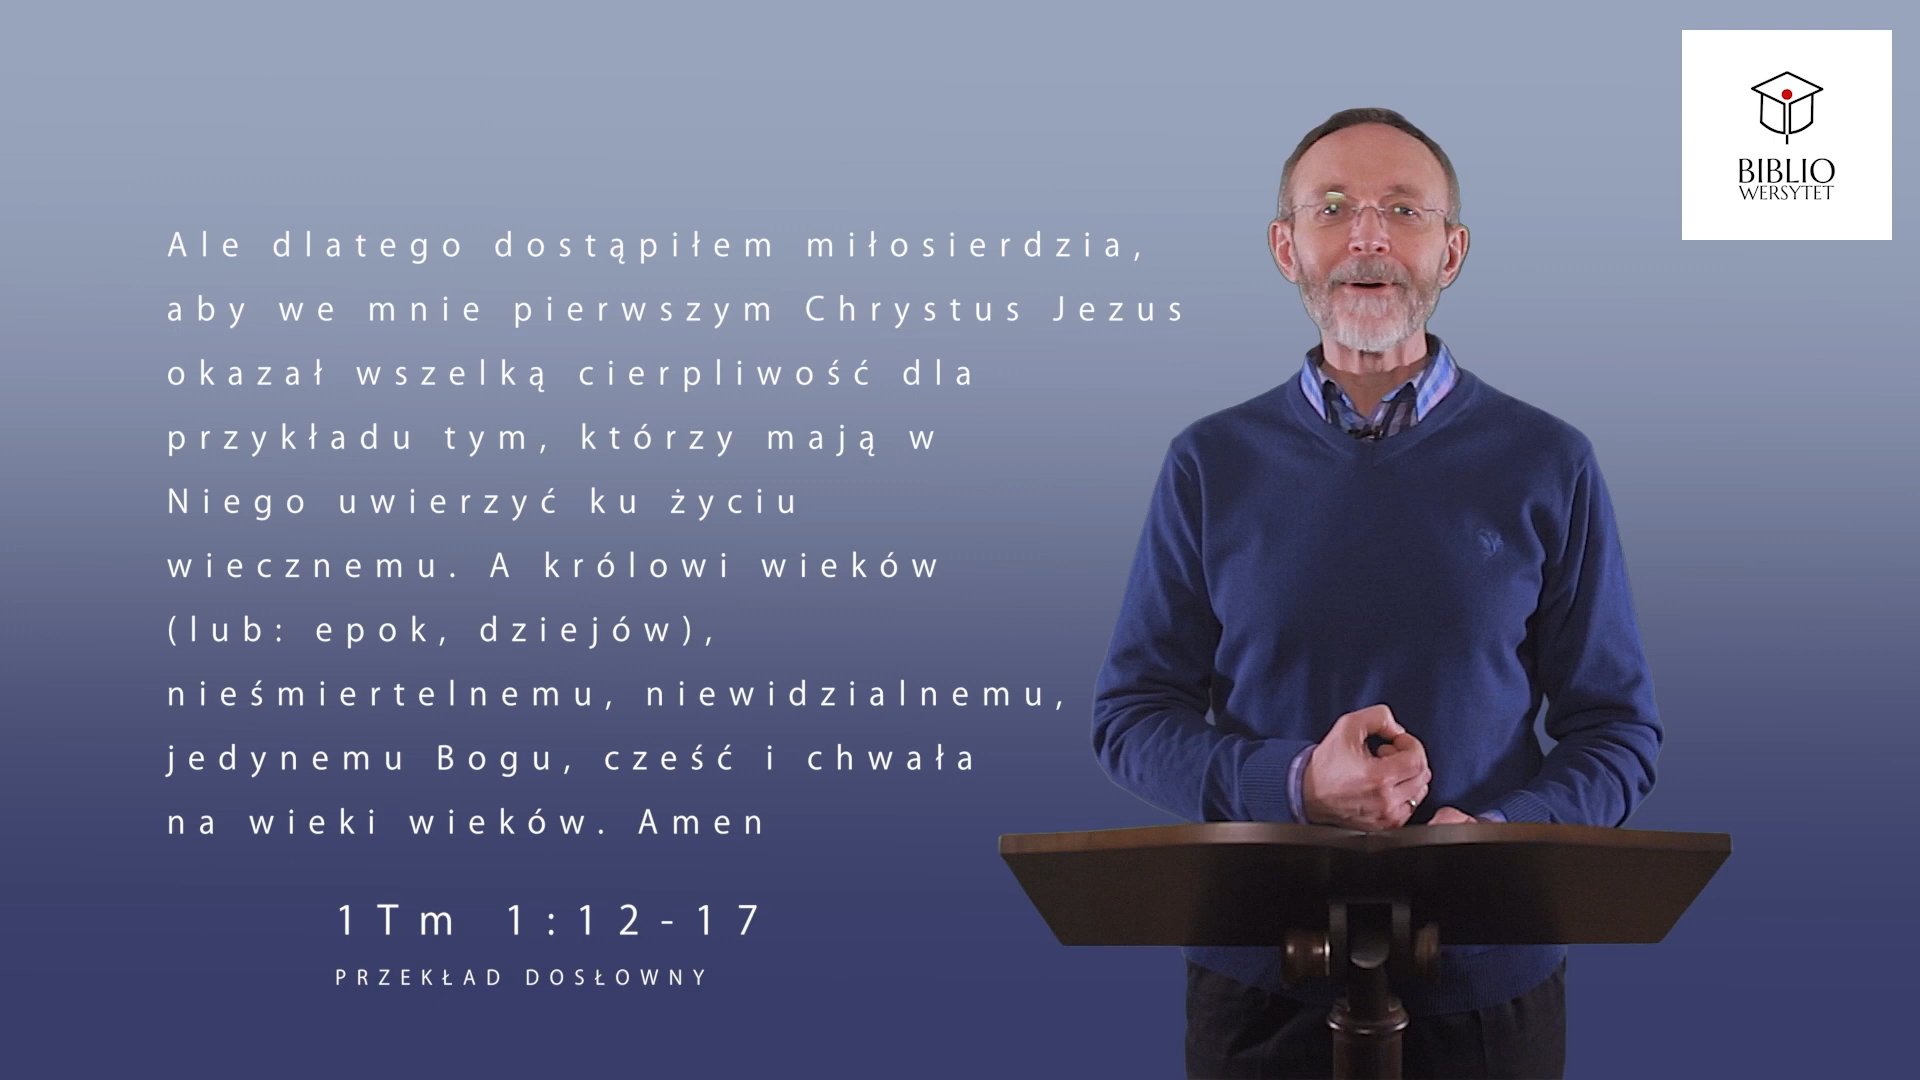 Ale dlatego dostąpiłem miłosierdzia,
aby we mnie pierwszym Chrystus Jezus
okazał wszelką cierpliwość dla
przykładu tym, którzy mają w
Niego uwierzyć ku życiu
wiecznemu. A królowi wieków
(lub: epok, dziejów),
nieśmiertelnemu, niewidzialnemu,
jedynemu Bogu, cześć i chwała
na wieki wieków. Amen
1Tm 1:12-17
PRZEKŁAD DOSŁOWNY
BIBLIO
WERSYTET